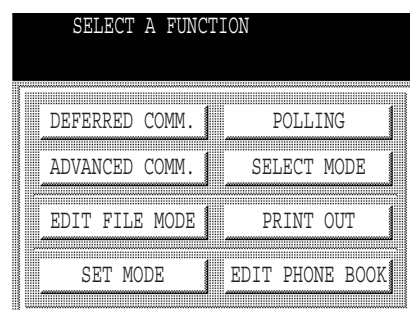 SELECT A FUNCTION
DEFERRED COMM. POLLING
ADVANCED COMM. SELECT MODE
EDIT FILE MODE PRINT OUT
SET MODE EDIT PHONE BOOK